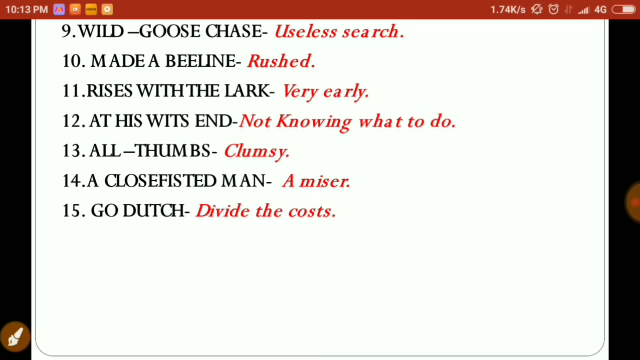 10:13 PM 1.74K/s 4G
9.WILD –GOOSE CHASE- Useless search.
10. MADE A BEELINE- Rushed.
11.RISES WITH THE LARK- Very early.
12. AT HIS WITS END-Not Knowing what to do.
13. ALL –THUMBS- Clumsy.
14.A CLOSEFISTED MAN- A miser.
15. GO DUTCH- Divide the costs.